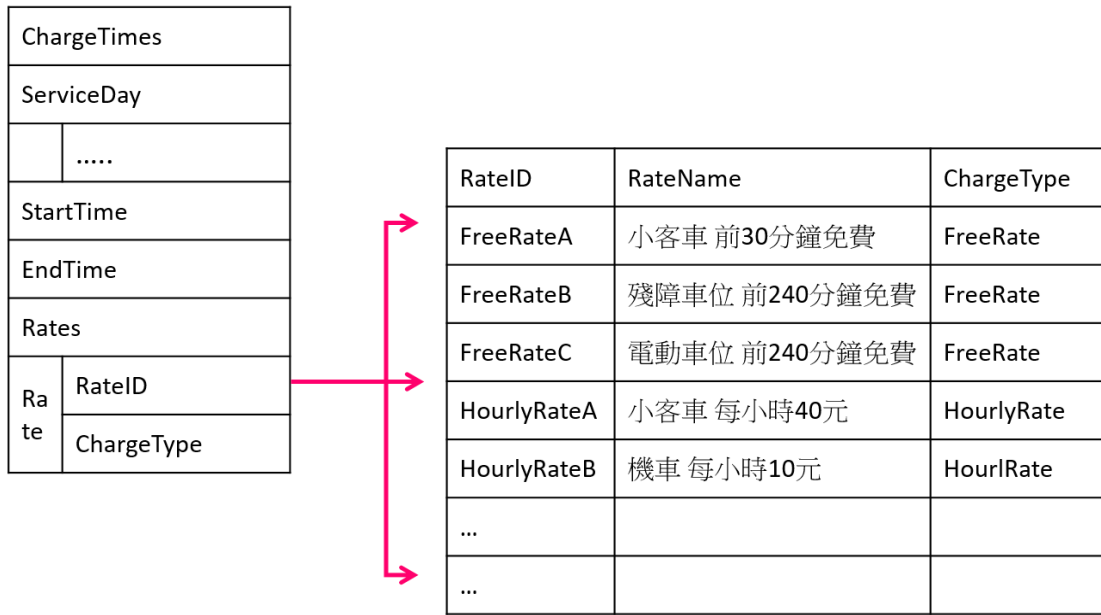 ChargeTimes
ServiceDay
.....
StartTime
EndTime
Rates
Ra
te
RateID
ChargeType
RateID RateName ChargeType
FreeRateA 小客車 前30分鐘免費 FreeRate
FreeRateB 殘障車位 前240分鐘免費 FreeRate
FreeRateC 電動車位 前240分鐘免費 FreeRate
HourlyRateA 小客車 每小時40元 HourlyRate
HourlyRateB 機車 每小時10元 HourlRate
...
...